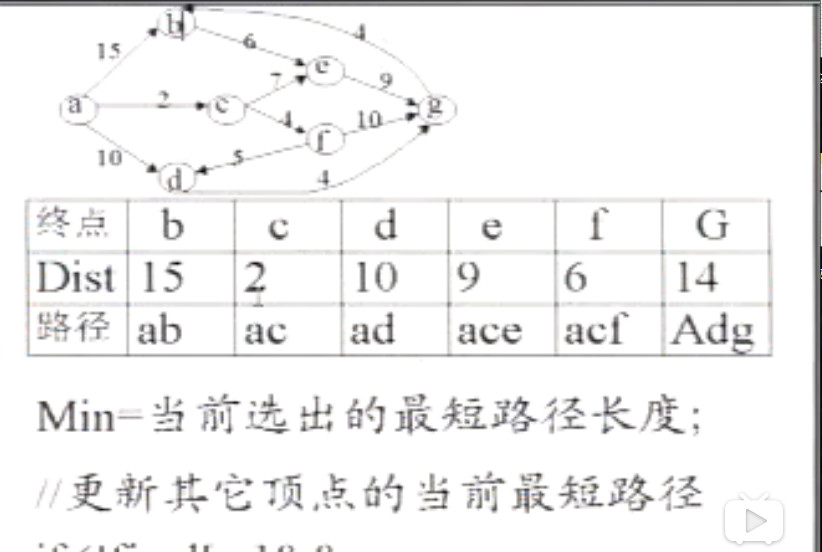 b
4
15
6
e
7
9
a
2
c
g
4
10
f
10
5
d
4
终点 b c d e f G
Dist 15 2 10 9 6 14
路径 ab ac ad ace acf Adg
Min=当前选出的最短路径长度;
//更新其它顶点的当前最短路径